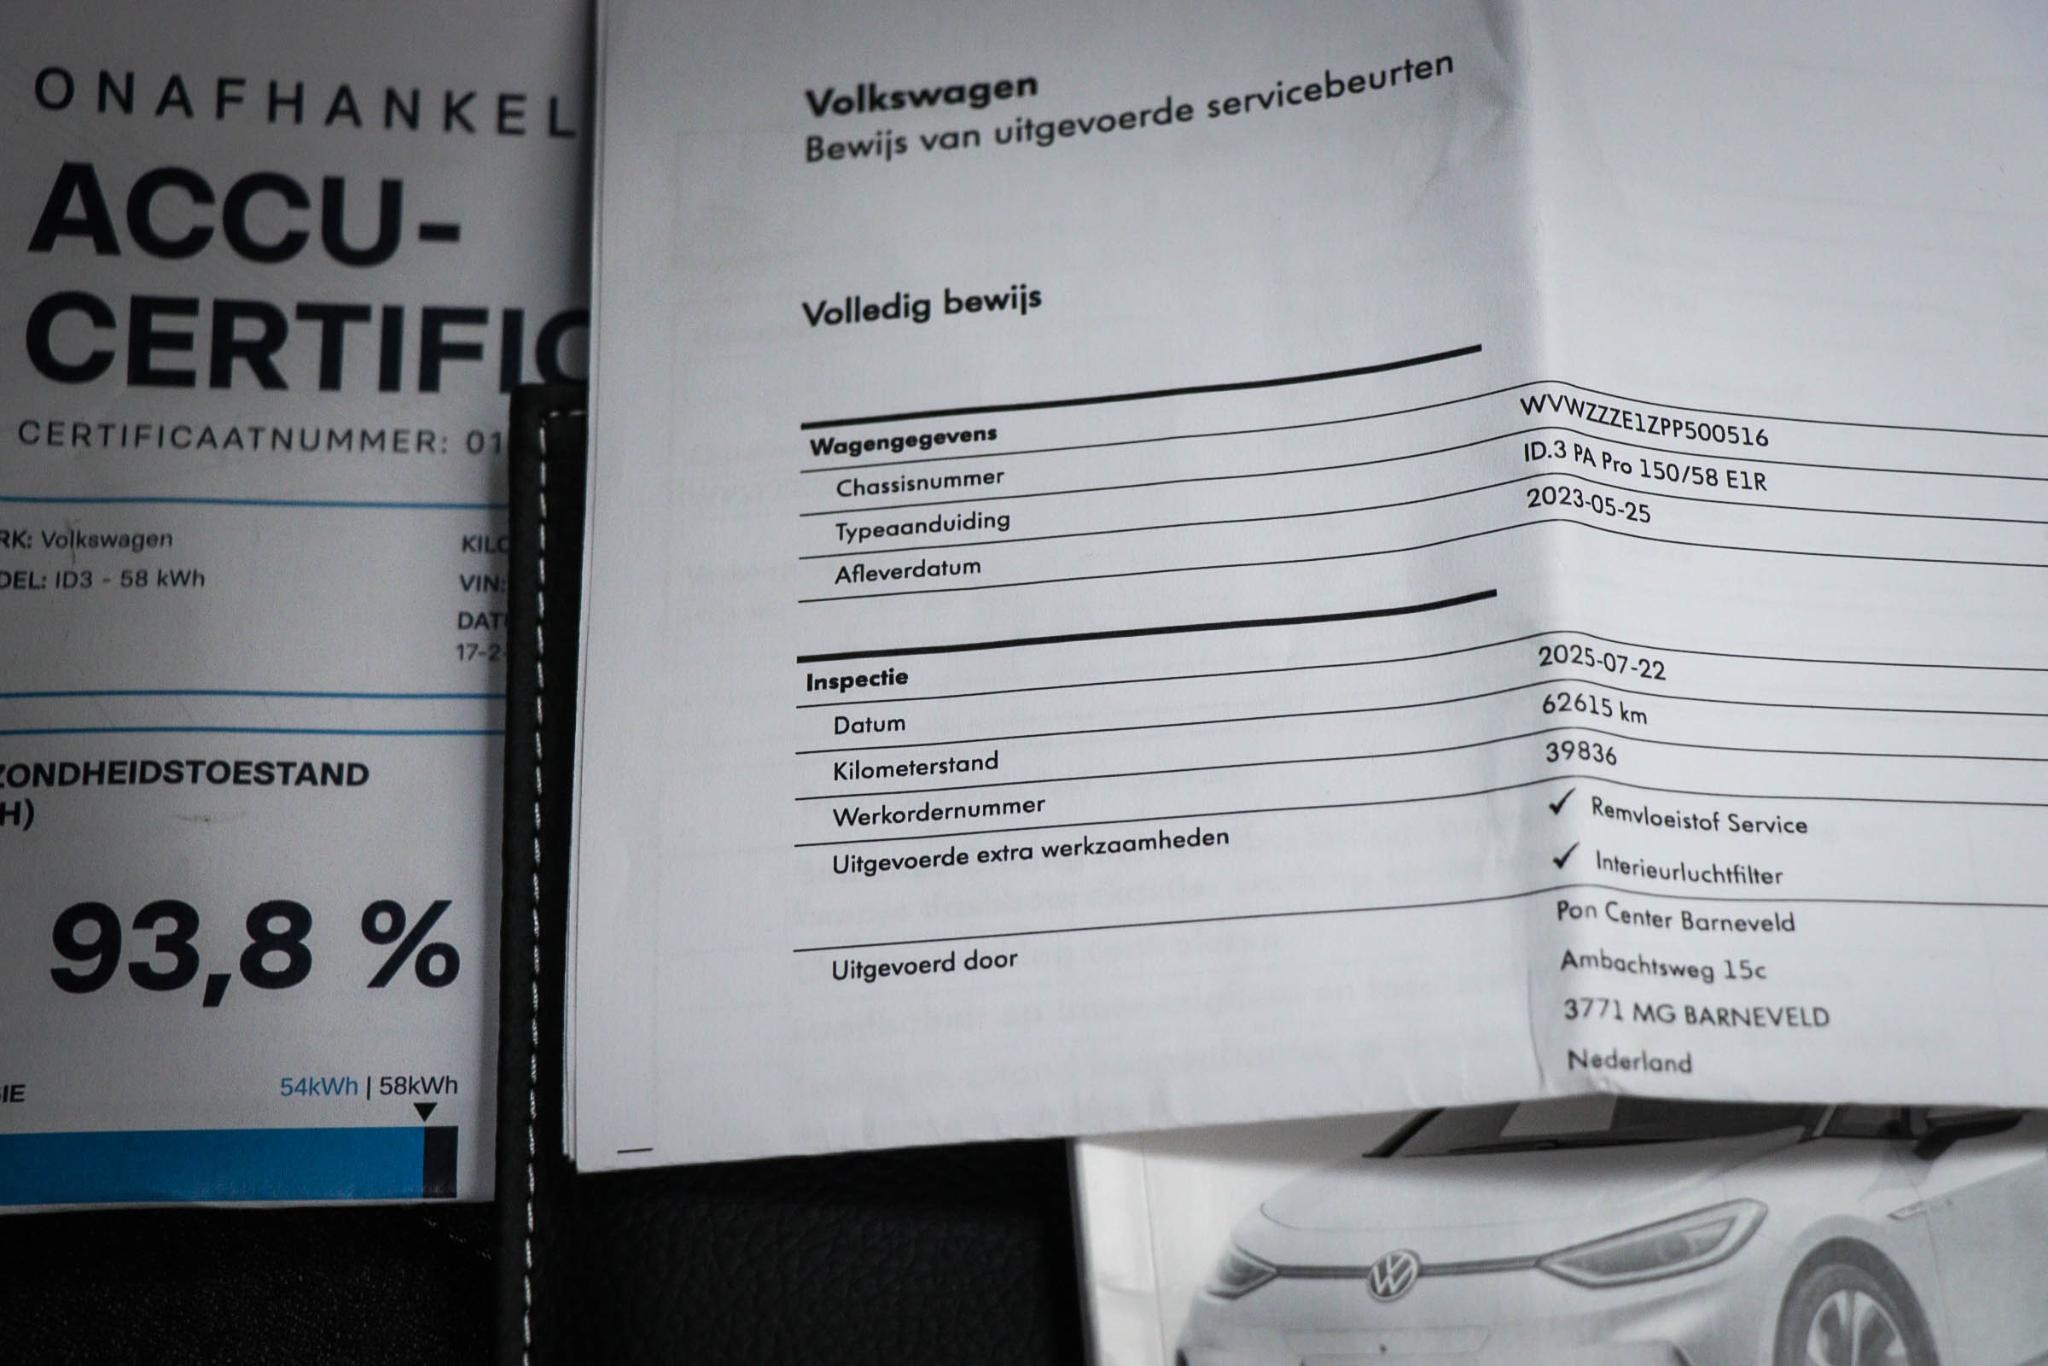 ONAFHANKEL
ACCU-
CERTIFIC
CERTIFICAATNUMMER: 01
RK: Volkswagen
DEL: ID3 - 58 kWh
KILO
VIN:
DAT
17-2-
ZONDHEIDSTOESTAND
H)
93,8 %
IE
54kWh | 58kWh
Volkswagen
Bewijs van uitgevoerde servicebeurten
Volledig bewijs
Wagengegevens
Chassisnummer WVWZZZE1ZPP500516
Typeaanduiding ID.3 PA Pro 150/58 E1R
Afleverdatum 2023-05-25
Inspectie
Datum 2025-07-22
Kilometerstand 62615 km
Werkordernummer 39836
Uitgevoerde extra werkzaamheden ✓ Remvloeistof Service
✓ Interieurluchtfilter
Uitgevoerd door Pon Center Barneveld
Ambachtsweg 15c
3771 MG BARNEVELD
Nederland